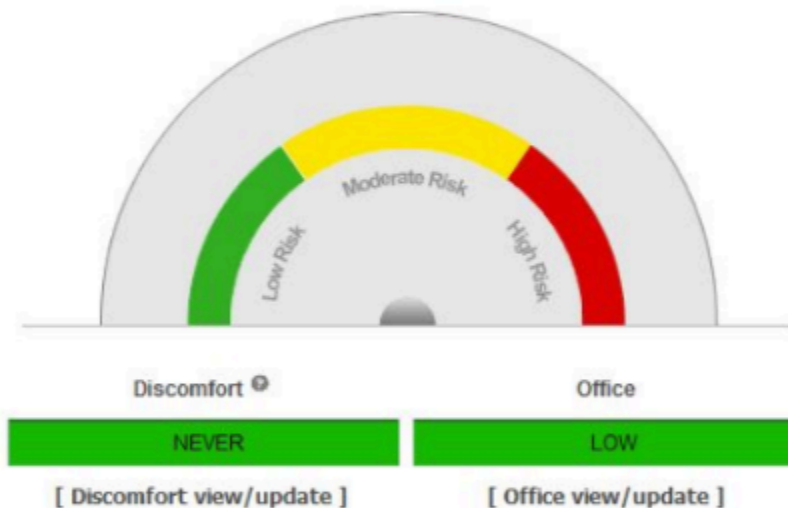 Moderate Risk
Low Risk
High Risk
Discomfort ?
Office
NEVER
LOW
[ Discomfort view/update ]
[ Office view/update ]